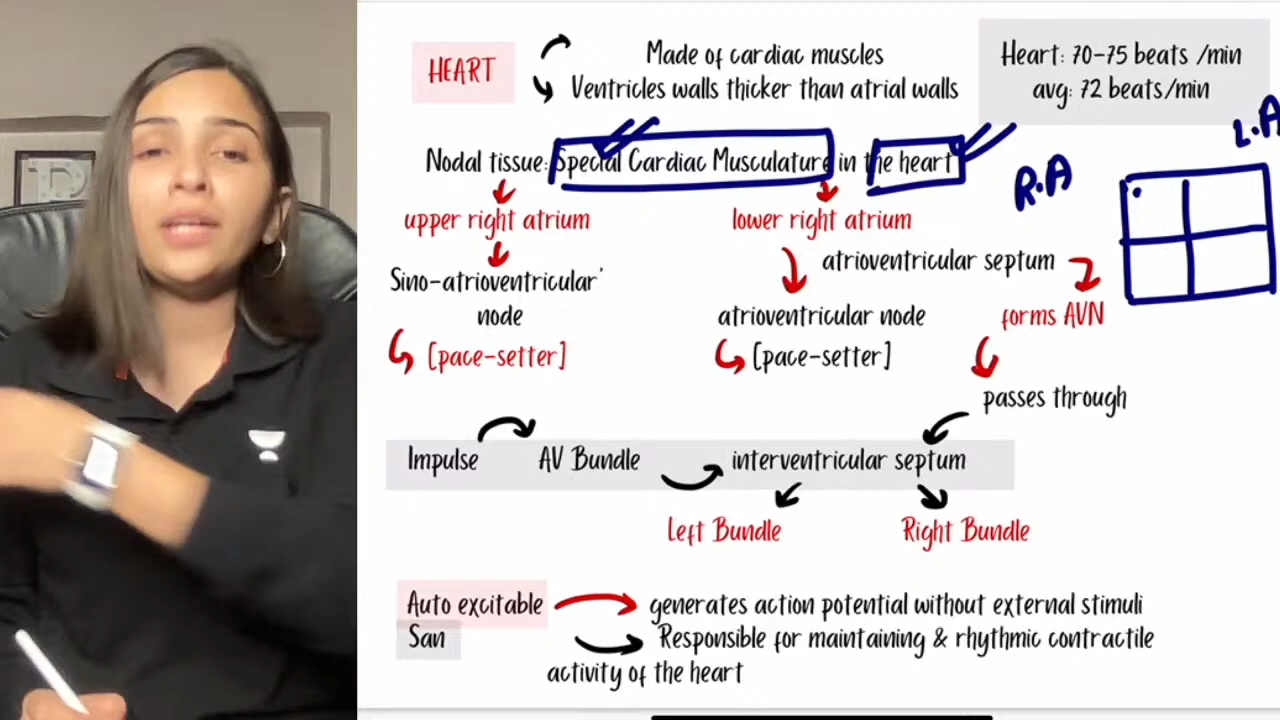 HEART
Made of cardiac muscles
Ventricles walls thicker than atrial walls
Heart: 70-75 beats /min
avg: 72 beats/min
L.A
Nodal tissue: Special Cardiac Musculature in the heart
R.A
upper right atrium
lower right atrium
Sino-atrioventricular'
node
[pace-setter]
atrioventricular septum
forms AVN
atrioventricular node
[pace-setter]
passes through
Impulse
AV Bundle
interventricular septum
Left Bundle
Right Bundle
Auto excitable
generates action potential without external stimuli
San
Responsible for maintaining & rhythmic contractile
activity of the heart